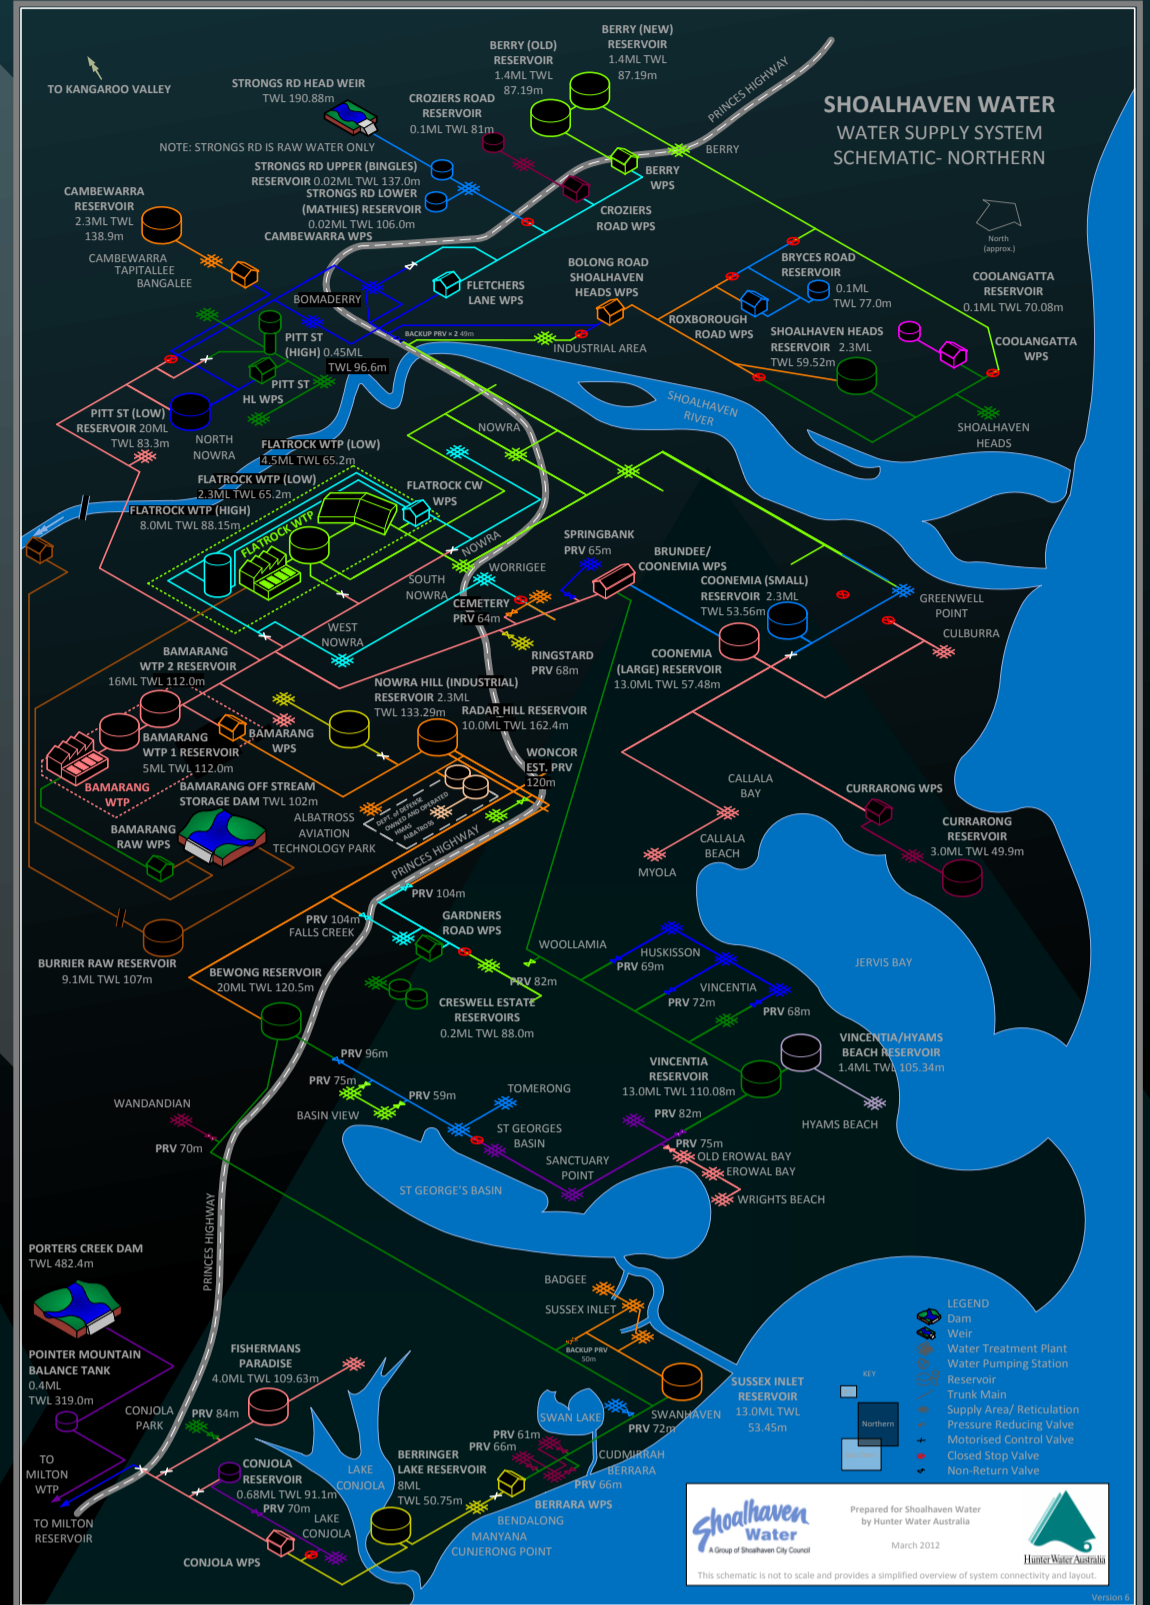 SHOALHAVEN WATER
WATER SUPPLY SYSTEM
SCHEMATIC- NORTHERN
TO KANGAROO VALLEY
STRONGS RD HEAD WEIR
TWL 190.88m
NOTE: STRONGS RD IS RAW WATER ONLY
BERRY (OLD)
RESERVOIR
1.4ML TWL
87.19m
BERRY (NEW)
RESERVOIR
1.4ML TWL
87.19m
PRINCES HIGHWAY
CROZIERS ROAD
RESERVOIR
0.1ML TWL 81m
BERRY
BERRY
WPS
STRONGS RD UPPER (BINGLES)
RESERVOIR 0.02ML TWL 137.0m
STRONGS RD LOWER
(MATHIES) RESERVOIR
0.02ML TWL 106.0m
CAMBEWARRA WPS
CROZIERS
ROAD WPS
CAMBEWARRA
RESERVOIR
2.3ML TWL
138.9m
CAMBEWARRA
TAPITALLEE
BANGALEE
North
(approx.)
BOMADERRY
FLETCHERS
LANE WPS
BOLONG ROAD
SHOALHAVEN
HEADS WPS
BRYCES ROAD
RESERVOIR
0.1ML
TWL 77.0m
COOLANGATTA
RESERVOIR
0.1ML TWL 70.08m
ROXBOROUGH
ROAD WPS
SHOALHAVEN HEADS
RESERVOIR 2.3ML
TWL 59.52m
COOLANGATTA
WPS
BACKUP PRV × 2 49m
INDUSTRIAL AREA
PITT ST
(HIGH) 0.45ML
TWL 96.6m
PITT ST
HL WPS
PITT ST (LOW)
RESERVOIR 20ML
TWL 83.3m
NORTH
NOWRA
SHOALHAVEN
RIVER
SHOALHAVEN
HEADS
NOWRA
FLATROCK WTP (LOW)
4.5ML TWL 65.2m
FLATROCK WTP (LOW)
2.3ML TWL 65.2m
FLATROCK WTP (HIGH)
8.0ML TWL 88.15m
FLATROCK CW
WPS
FLATROCK WTP
NOWRA
SOUTH
NOWRA
WORRIGEE
SPRINGBANK
PRV 65m
BRUNDEE/
COONEMIA WPS
COONEMIA (SMALL)
RESERVOIR 2.3ML
TWL 53.56m
GREENWELL
POINT
CULBURRA
CEMETERY
PRV 64m
WEST
NOWRA
RINGSTARD
PRV 68m
COONEMIA
(LARGE) RESERVOIR
13.0ML TWL 57.48m
BAMARANG
WTP 2 RESERVOIR
16ML TWL 112.0m
NOWRA HILL (INDUSTRIAL)
RESERVOIR 2.3ML
TWL 133.29m
RADAR HILL RESERVOIR
10.0ML TWL 162.4m
BAMARANG
WTP 1 RESERVOIR
5ML TWL 112.0m
BAMARANG
WPS
BAMARANG
WTP
WONCOR
EST. PRV
120m
BAMARANG OFF STREAM
STORAGE DAM TWL 102m
BAMARANG
RAW WPS
ALBATROSS
AVIATION
TECHNOLOGY PARK
DEPT. of DEFENSE
OWNED AND OPERATED
HMAS
ALBATROSS
PRINCES HIGHWAY
CALLALA
BAY
CALLALA
BEACH
MYOLA
CURRARONG WPS
CURRARONG
RESERVOIR
3.0ML TWL 49.9m
PRV 104m
PRV 104m
FALLS CREEK
GARDNERS
ROAD WPS
BURRIER RAW RESERVOIR
9.1ML TWL 107m
BEWONG RESERVOIR
20ML TWL 120.5m
PRV 82m
CRESWELL ESTATE
RESERVOIRS
0.2ML TWL 88.0m
WOOLLAMIA
HUSKISSON
PRV 69m
VINCENTIA
PRV 72m
PRV 68m
JERVIS BAY
VINCENTIA/HYAMS
BEACH RESERVOIR
1.4ML TWL 105.34m
VINCENTIA
RESERVOIR
13.0ML TWL 110.08m
HYAMS BEACH
PRV 96m
PRV 75m
PRV 59m
BASIN VIEW
TOMERONG
ST GEORGES
BASIN
SANCTUARY
POINT
PRV 82m
PRV 75m
OLD EROWAL BAY
EROWAL BAY
WRIGHTS BEACH
WANDANDIAN
PRV 70m
ST GEORGE'S BASIN
PRINCES HIGHWAY
PORTERS CREEK DAM
TWL 482.4m
BADGEE
SUSSEX INLET
BACKUP PRV
50m
SUSSEX INLET
RESERVOIR
13.0ML TWL
53.45m
POINTER MOUNTAIN
BALANCE TANK
0.4ML
TWL 319.0m
FISHERMANS
PARADISE
4.0ML TWL 109.63m
CONJOLA
PARK
PRV 84m
SWAN LAKE
SWANHAVEN
PRV 72m
PRV 61m
PRV 66m
CUDMIRRAH
BERRARA
PRV 66m
BERRARA WPS
TO
MILTON
WTP
TO MILTON
RESERVOIR
CONJOLA
RESERVOIR
0.68ML TWL 91.1m
PRV 70m
LAKE
CONJOLA
LAKE
CONJOLA
BERRINGER
LAKE RESERVOIR
8ML
TWL 50.75m
BENDALONG
MANYANA
CUNJERONG POINT
CONJOLA WPS
KEY
Northern
LEGEND
Dam
Weir
Water Treatment Plant
Water Pumping Station
Reservoir
Trunk Main
Supply Area/ Reticulation
Pressure Reducing Valve
Motorised Control Valve
Closed Stop Valve
Non-Return Valve
Shoalhaven
Water
A Group of Shoalhaven City Council
Prepared for Shoalhaven Water
by Hunter Water Australia
March 2012
Hunter Water Australia
This schematic is not to scale and provides a simplified overview of system connectivity and layout.
Version 6